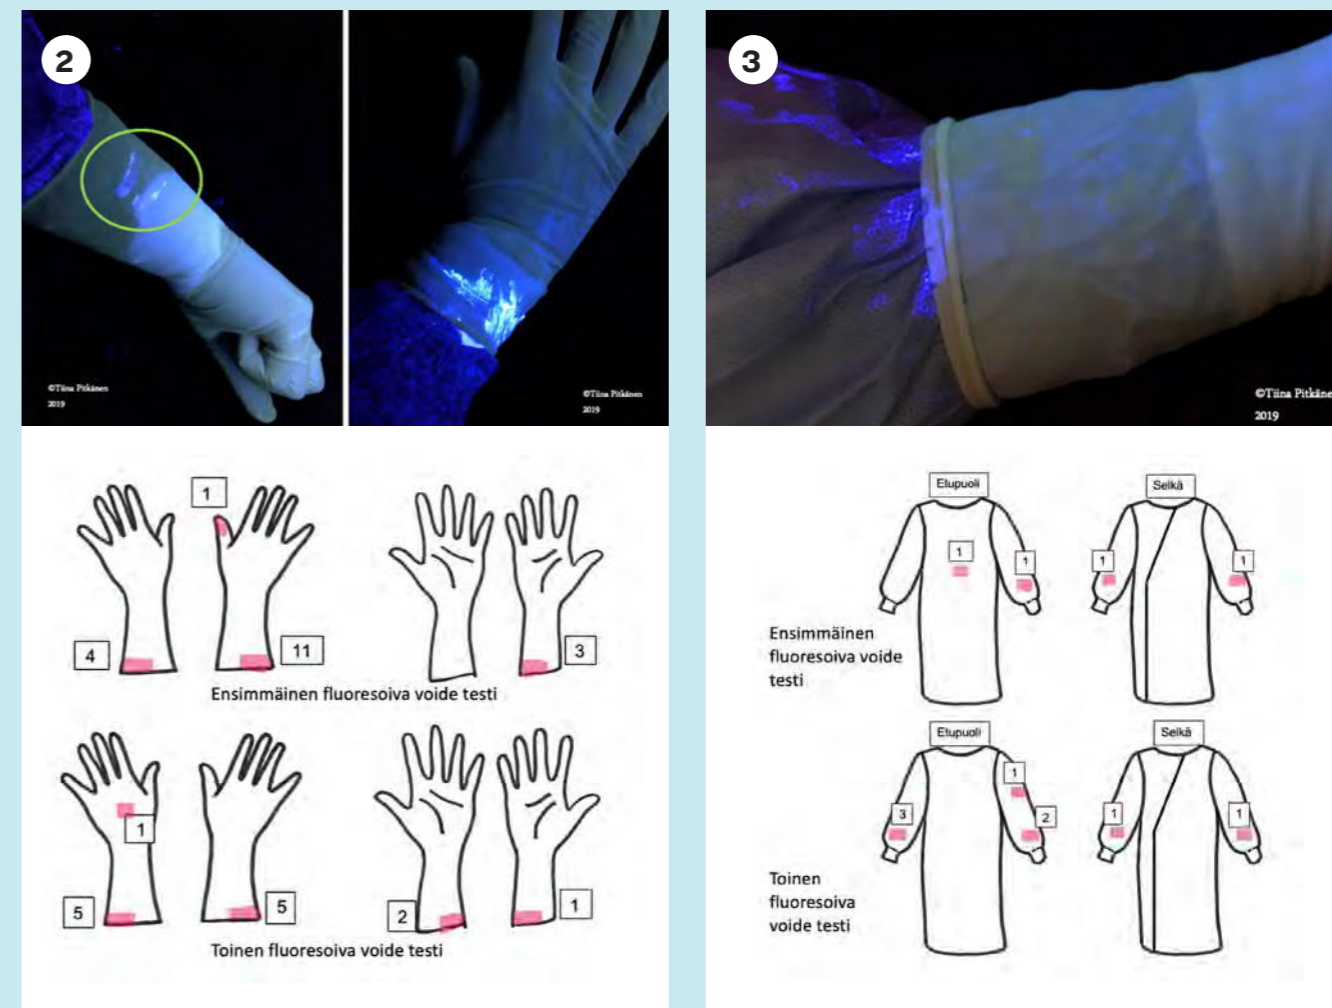 2
©Tiina Pitkänen
2019
©Tiina Pitkänen
2019
1
4
11
3
Ensimmäinen fluoresoiva voide testi
1
5
5
2
1
Toinen fluoresoiva voide testi
3
©Tiina Pitkäne
2019
Etupuoli
Selkä
1
1
1
1
Ensimmäinen
fluoresoiva voide
testi
Etupuoli
Selkä
1
3
2
1
1
Toinen
fluoresoiva
voide testi